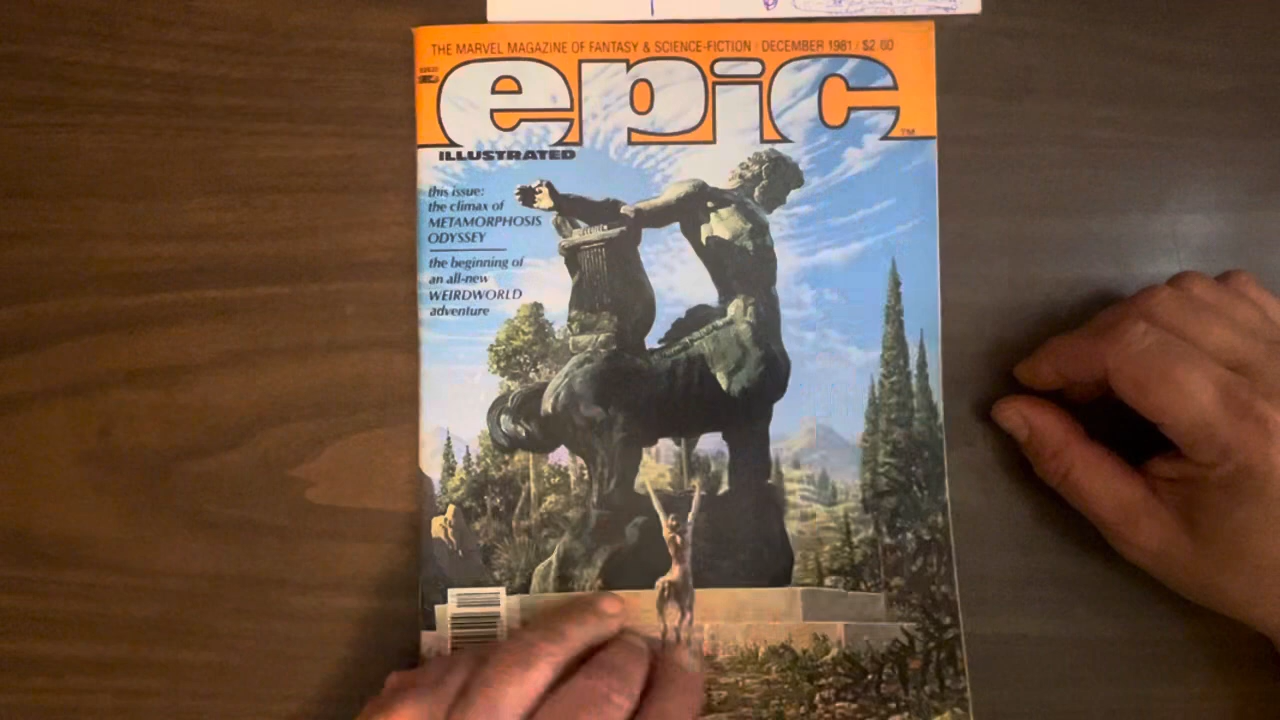 THE MARVEL MAGAZINE OF FANTASY & SCIENCE-FICTION / DECEMBER 1981 / $2.00
epic
TM
ILLUSTRATED
this issue:
the climax of
METAMORPHOSIS
ODYSSEY
the beginning of
an all-new
WEIRDWORLD
adventure